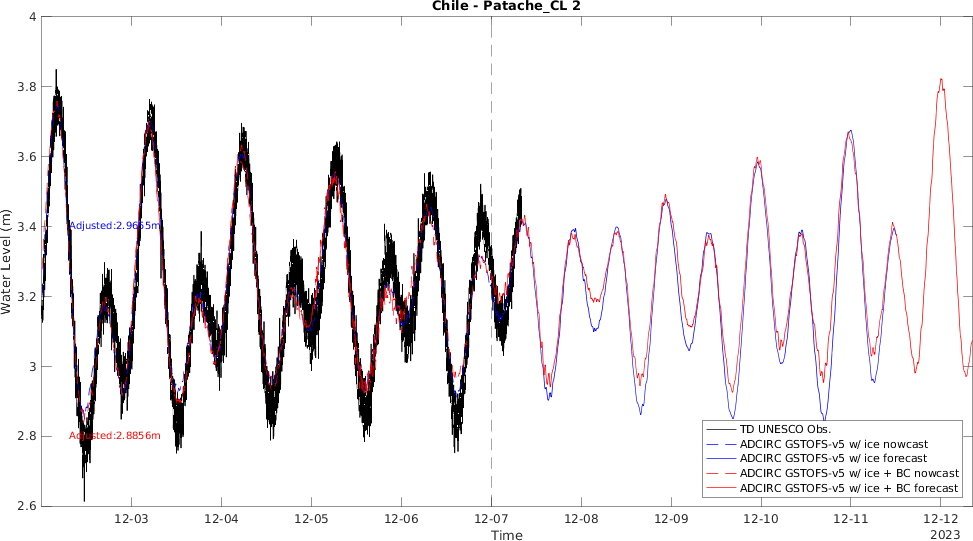 Chile - Patache_CL 2
4
3.8
3.6
3.4
3.2
3
2.8
2.6
Water Level (m)
Adjusted:2.9655m
Adjusted:2.8856m
TD UNESCO Obs.
ADCIRC GSTOFS-v5 w/ ice nowcast
ADCIRC GSTOFS-v5 w/ ice forecast
ADCIRC GSTOFS-v5 w/ ice + BC nowcast
ADCIRC GSTOFS-v5 w/ ice + BC forecast
12-03 12-04 12-05 12-06 12-07 12-08 12-09 12-10 12-11 12-12
2023
Time